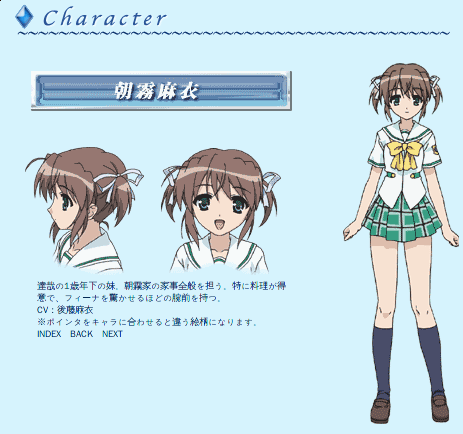 Character
朝霧麻衣
達哉の1歳年下の妹。朝霧家の家事全般を担う。特に料理が得
意で、フィーナを驚かせるほどの腕前を持つ。
CV：後藤麻衣
※ポインタをキャラに合わせると違う絵柄になります。
INDEX BACK NEXT